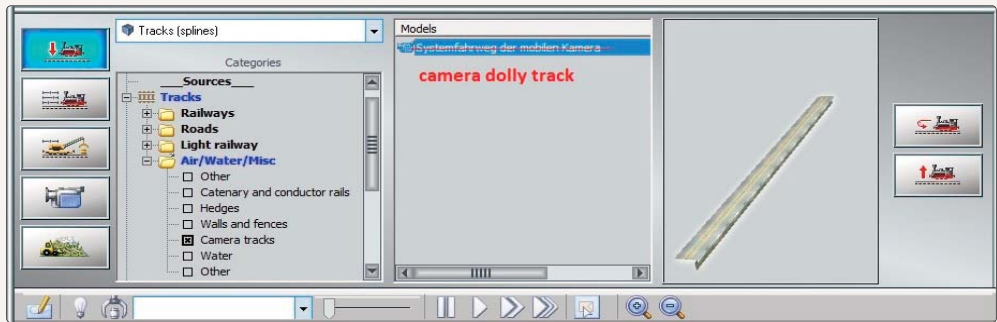 Tracks (splines)
Categories
___Sources___
Tracks
Railways
Roads
Light railway
Air/Water/Misc
Other
Catenary and conductor rails
Hedges
Walls and fences
Camera tracks
Water
Other
Models
Systemfahrweg der mobilen Kamera
camera dolly track